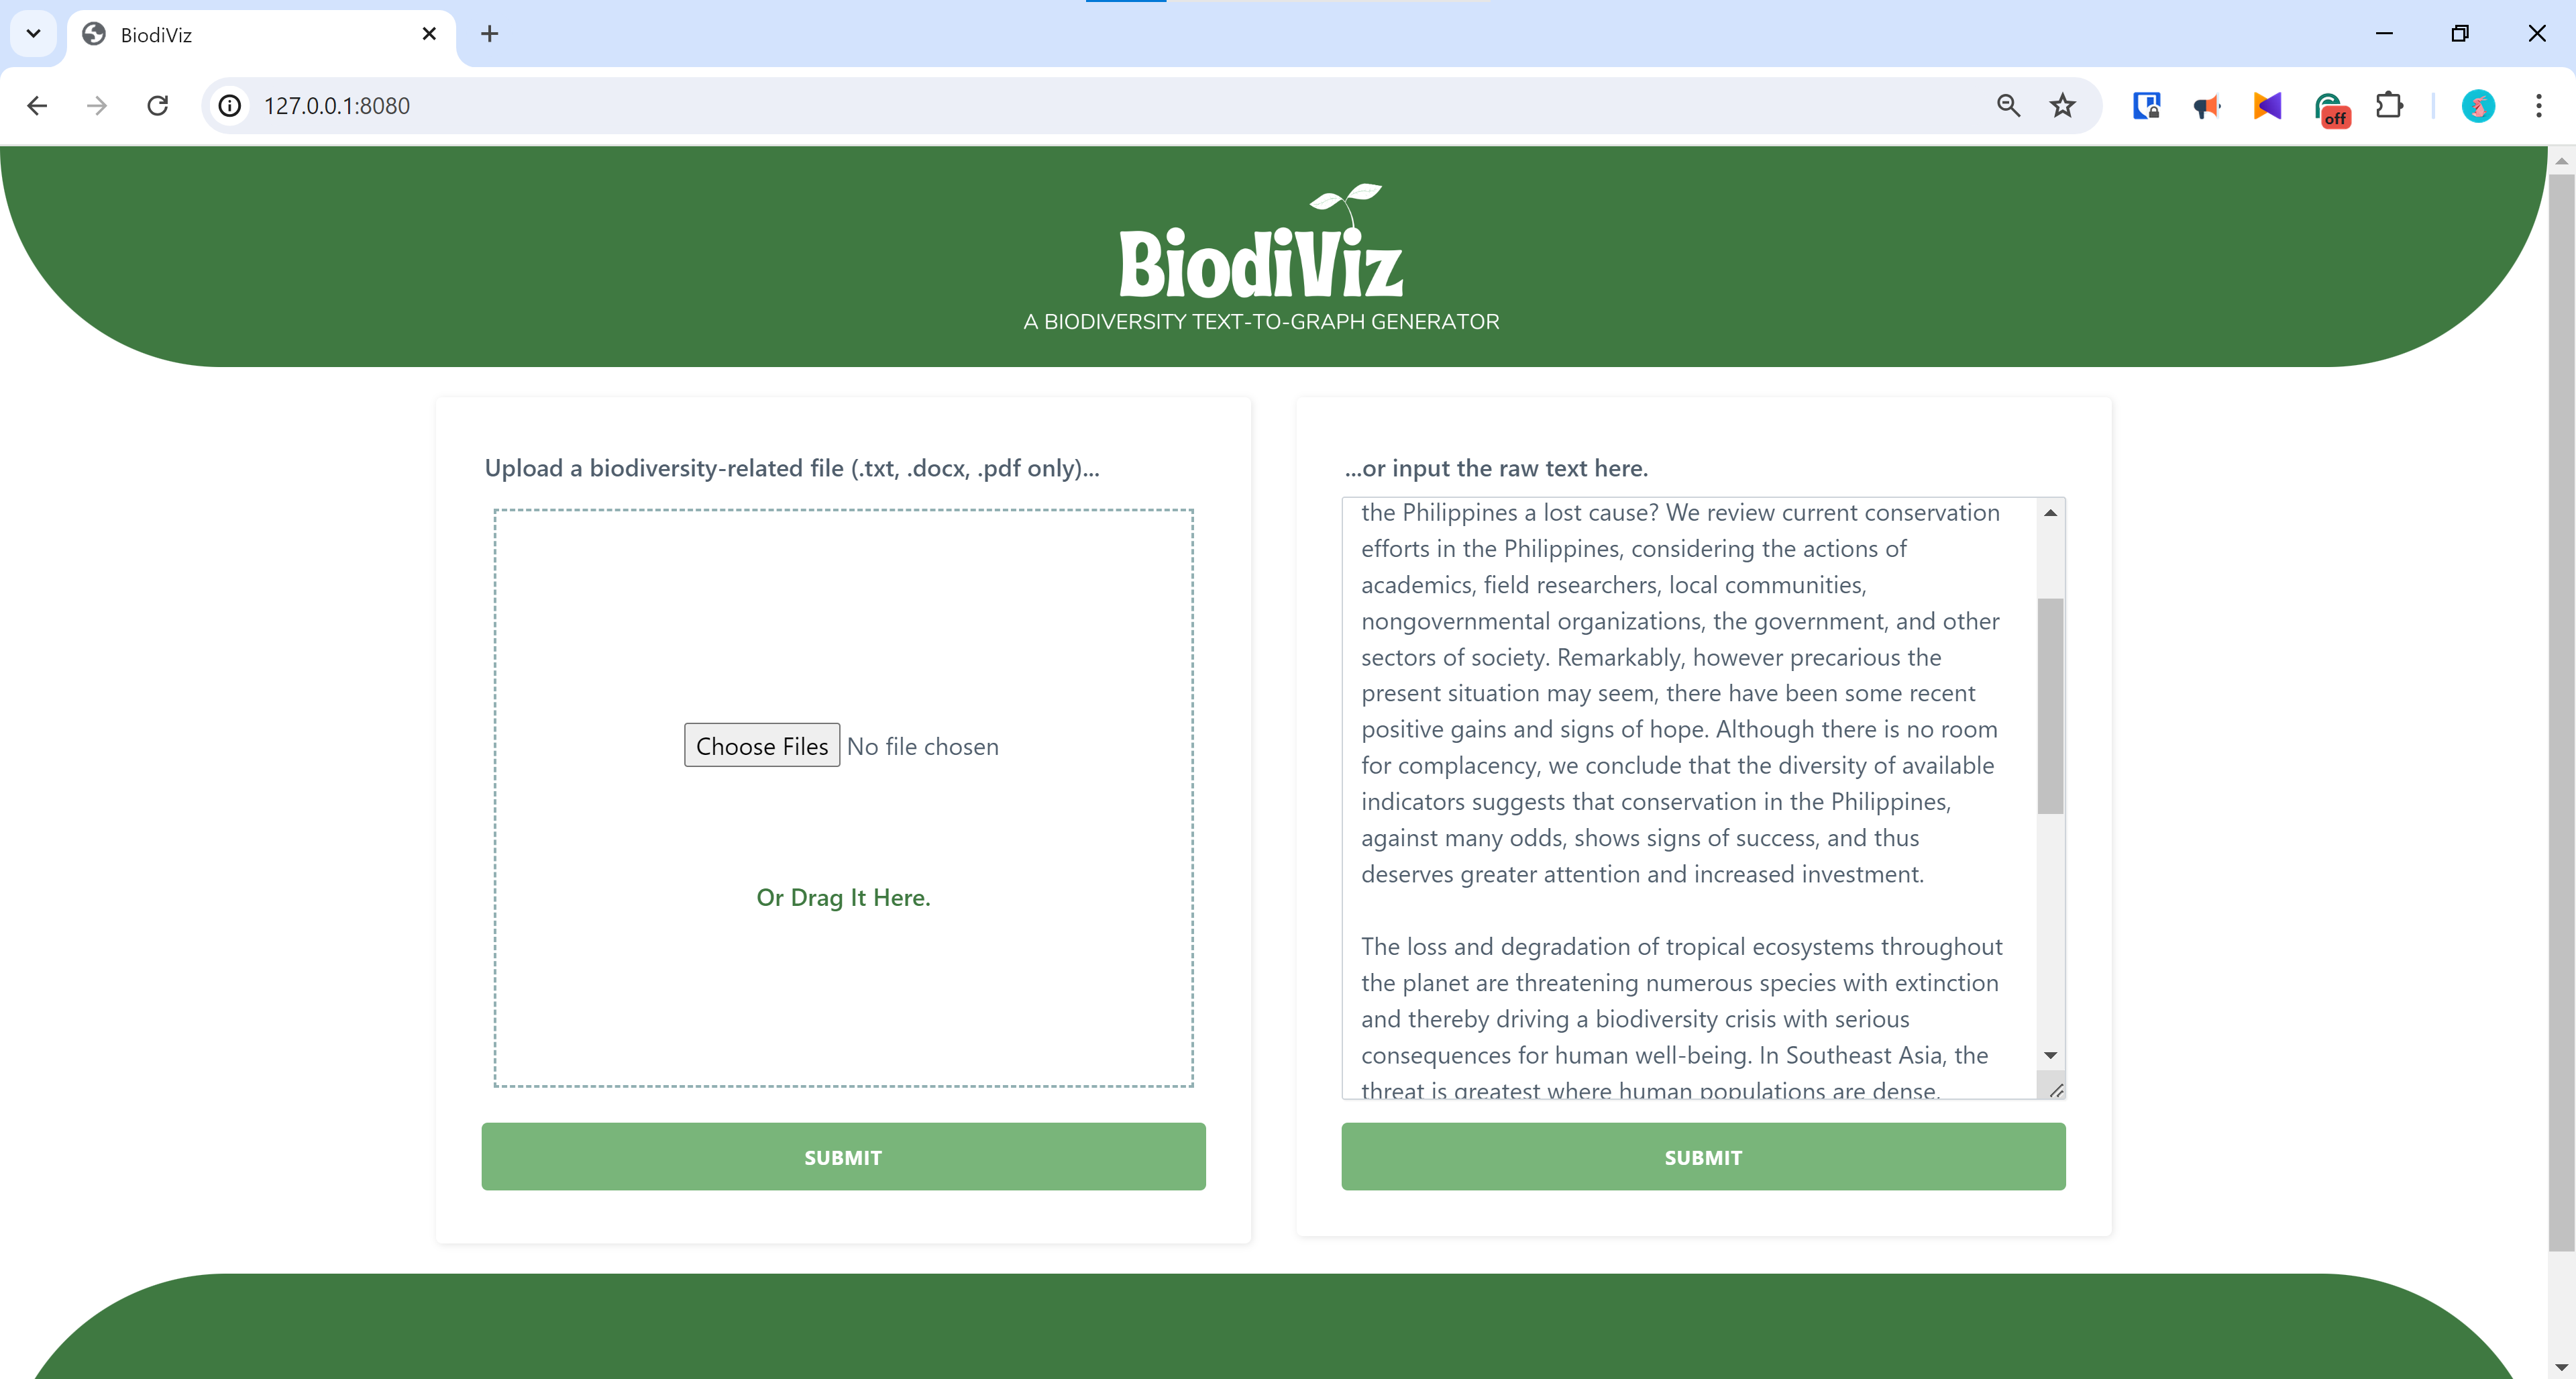 BiodiViz
127.0.0.1:8080
off
BiodiViz
A BIODIVERSITY TEXT-TO-GRAPH GENERATOR
Upload a biodiversity-related file (.txt, .docx, .pdf only)...
Choose Files No file chosen
Or Drag It Here.
SUBMIT
...or input the raw text here.
the Philippines a lost cause? We review current conservation
efforts in the Philippines, considering the actions of
academics, field researchers, local communities,
nongovernmental organizations, the government, and other
sectors of society. Remarkably, however precarious the
present situation may seem, there have been some recent
positive gains and signs of hope. Although there is no room
for complacency, we conclude that the diversity of available
indicators suggests that conservation in the Philippines,
against many odds, shows signs of success, and thus
deserves greater attention and increased investment.
The loss and degradation of tropical ecosystems throughout
the planet are threatening numerous species with extinction
and thereby driving a biodiversity crisis with serious
consequences for human well-being. In Southeast Asia, the
threat is greatest where human populations are dense,
SUBMIT